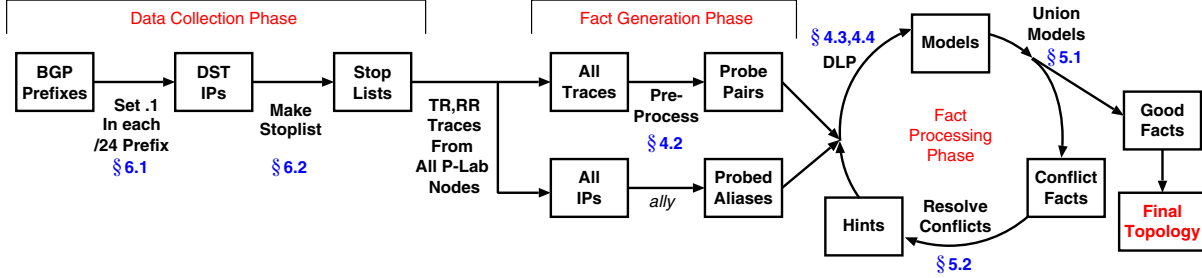 Data Collection Phase
Fact Generation Phase
BGP
Prefixes
Set .1
In each
/24 Prefix
§ 6.1
DST
IPs
Make
Stoplist
§ 6.2
Stop
Lists
TR,RR
Traces
From
All P-Lab
Nodes
All
Traces
Pre-
Process
§ 4.2
Probe
Pairs
All
IPs
ally
Probed
Aliases
§ 4.3,4.4
DLP
Models
Union
Models
§ 5.1
Fact
Processing
Phase
Good
Facts
Conflict
Facts
Resolve
Conflicts
§ 5.2
Hints
Final
Topology